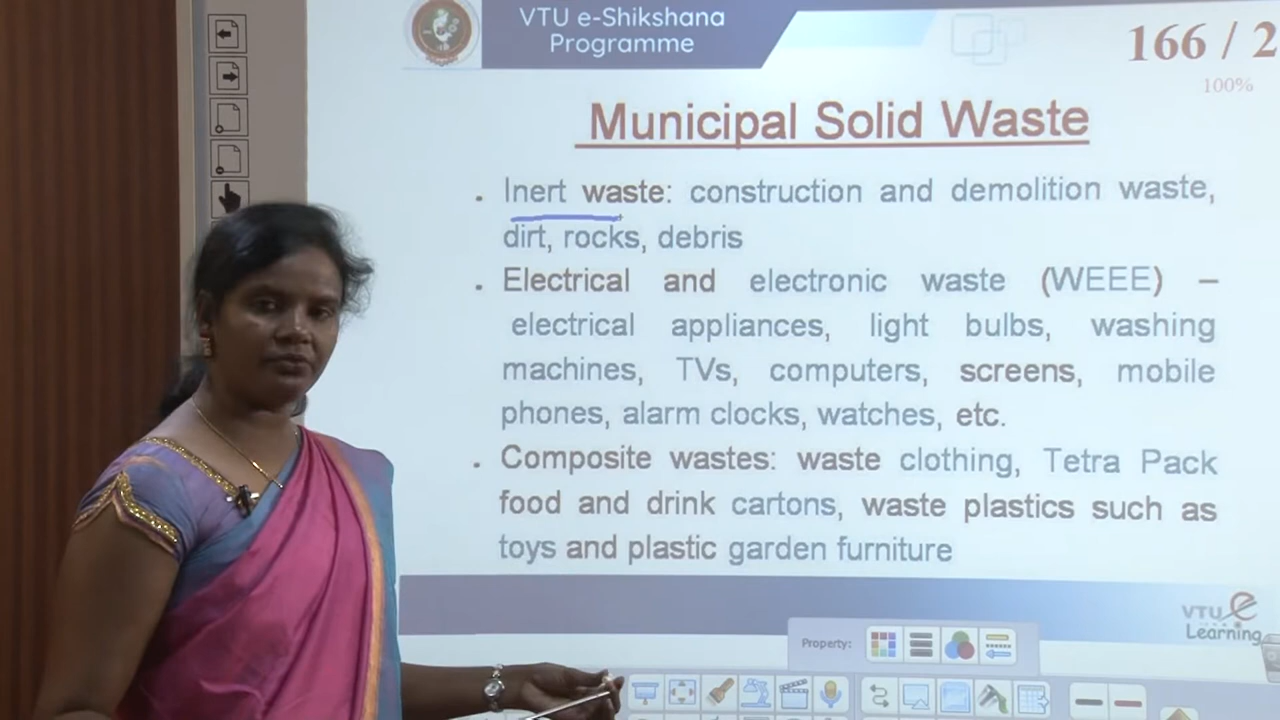 VTU e-Shikshana
Programme
166 / 2
100%
Municipal Solid Waste
. Inert waste: construction and demolition waste,
dirt, rocks, debris
. Electrical and electronic waste (WEEE) –
electrical appliances, light bulbs, washing
machines, TVs, computers, screens, mobile
phones, alarm clocks, watches, etc.
. Composite wastes: waste clothing, Tetra Pack
food and drink cartons, waste plastics such as
toys and plastic garden furniture
VTU e
Learning
Property: